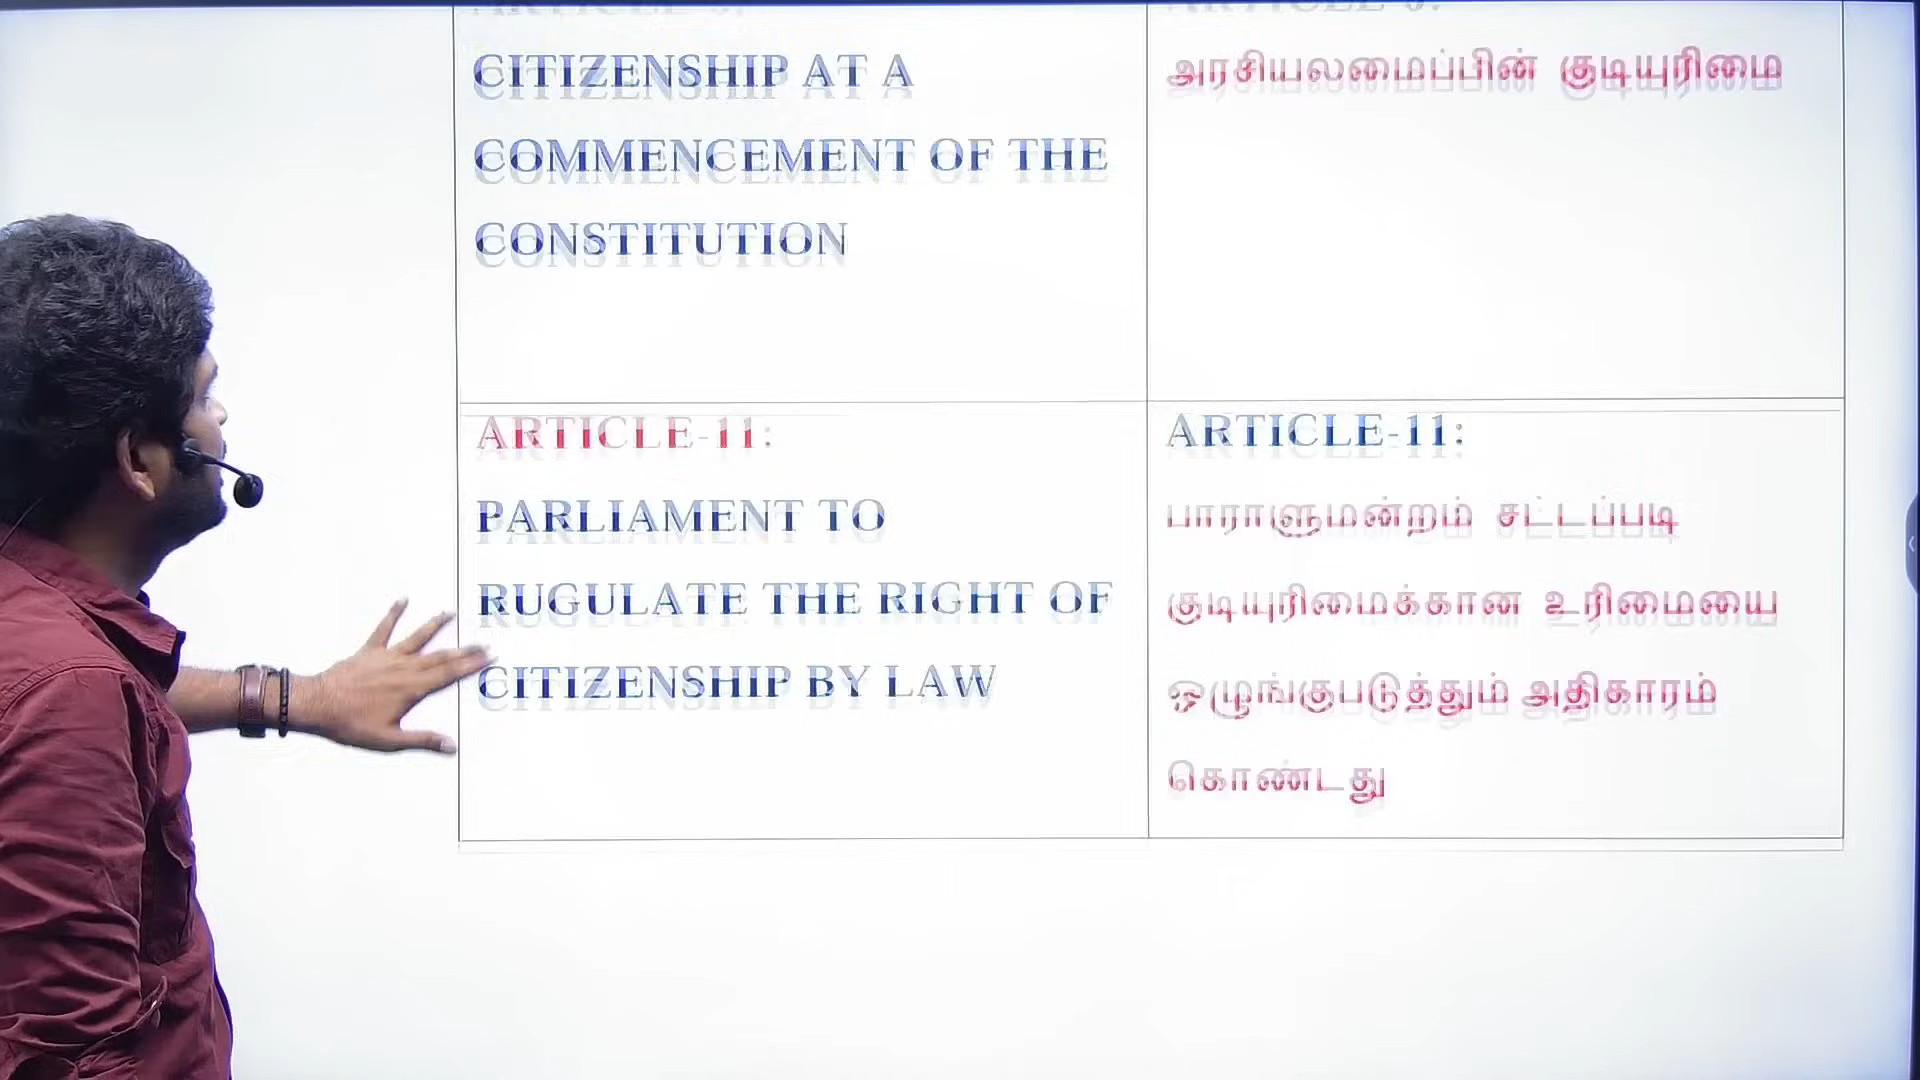 CITIZENSHIP AT A
COMMENCEMENT OF THE
CONSTITUTION
அரசியலமைப்பின் குடியுரிமை
ARTICLE-11:
PARLIAMENT TO
RUGULATE THE RIGHT OF
CITIZENSHIP BY LAW
ARTICLE-11:
பாராளுமன்றம் சட்டப்படி
குடியுரிமைக்கான உரிமையை
ஒழுங்குபடுத்தும் அதிகாரம்
கொண்டது